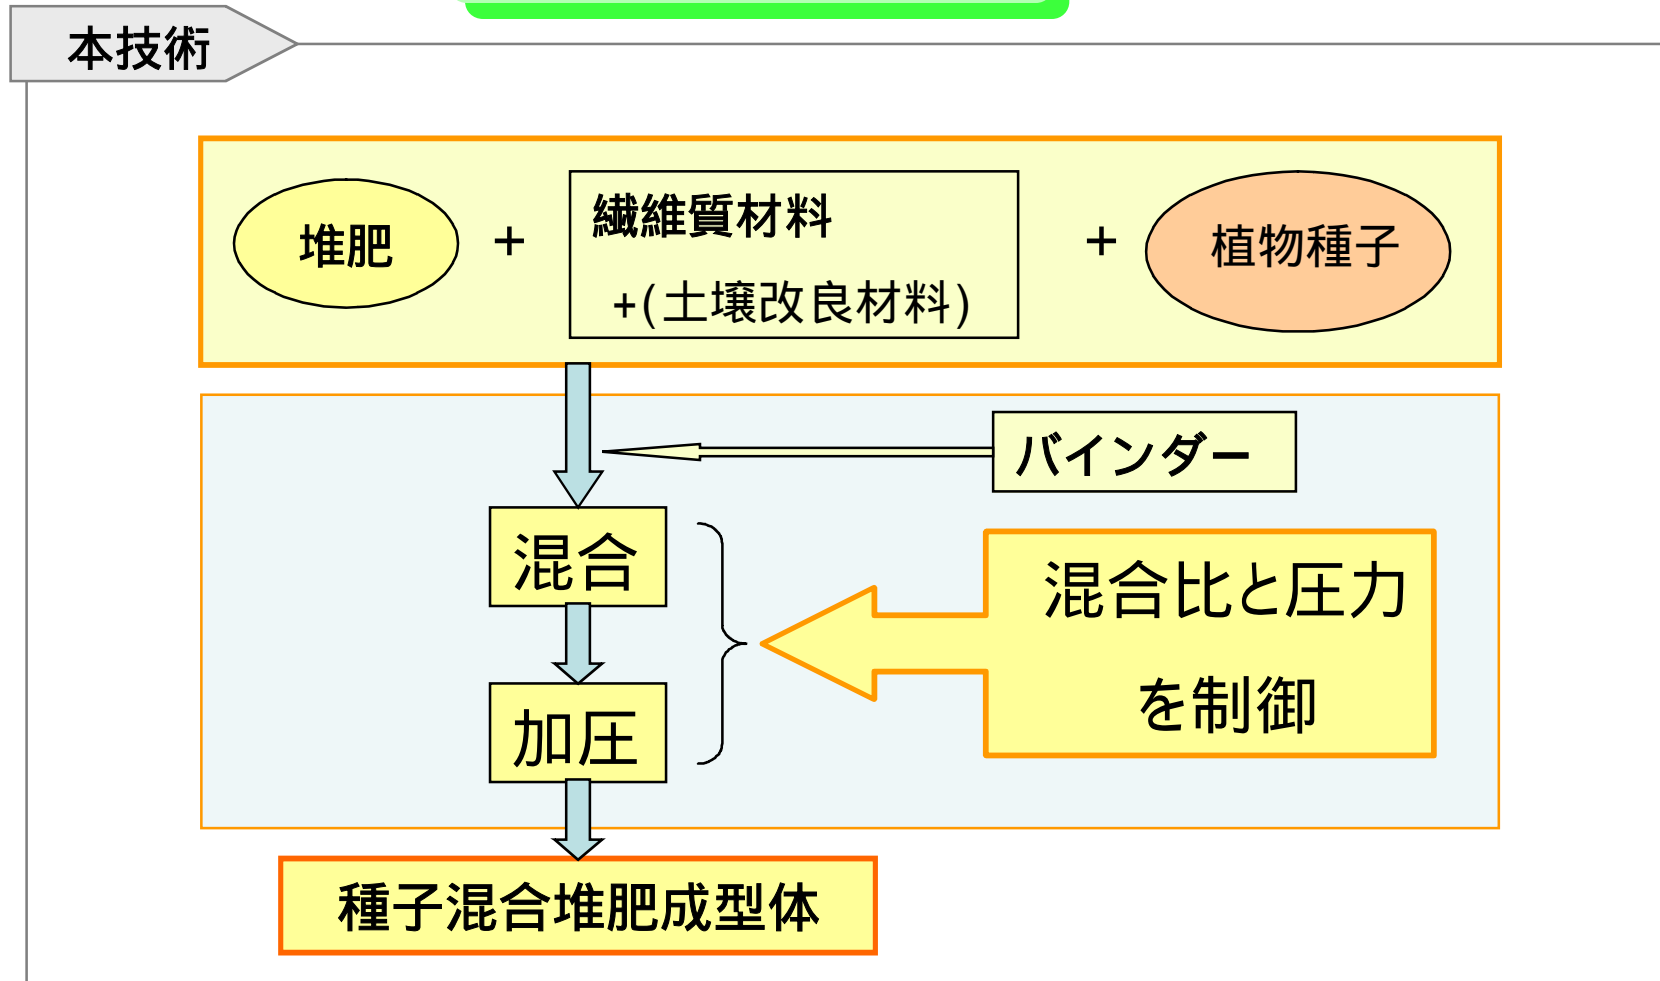 本技術
堆肥
+
繊維質材料
+(土壌改良材料)
+
植物種子
バインダー
混合
加圧
混合比と圧力
を制御
種子混合堆肥成型体